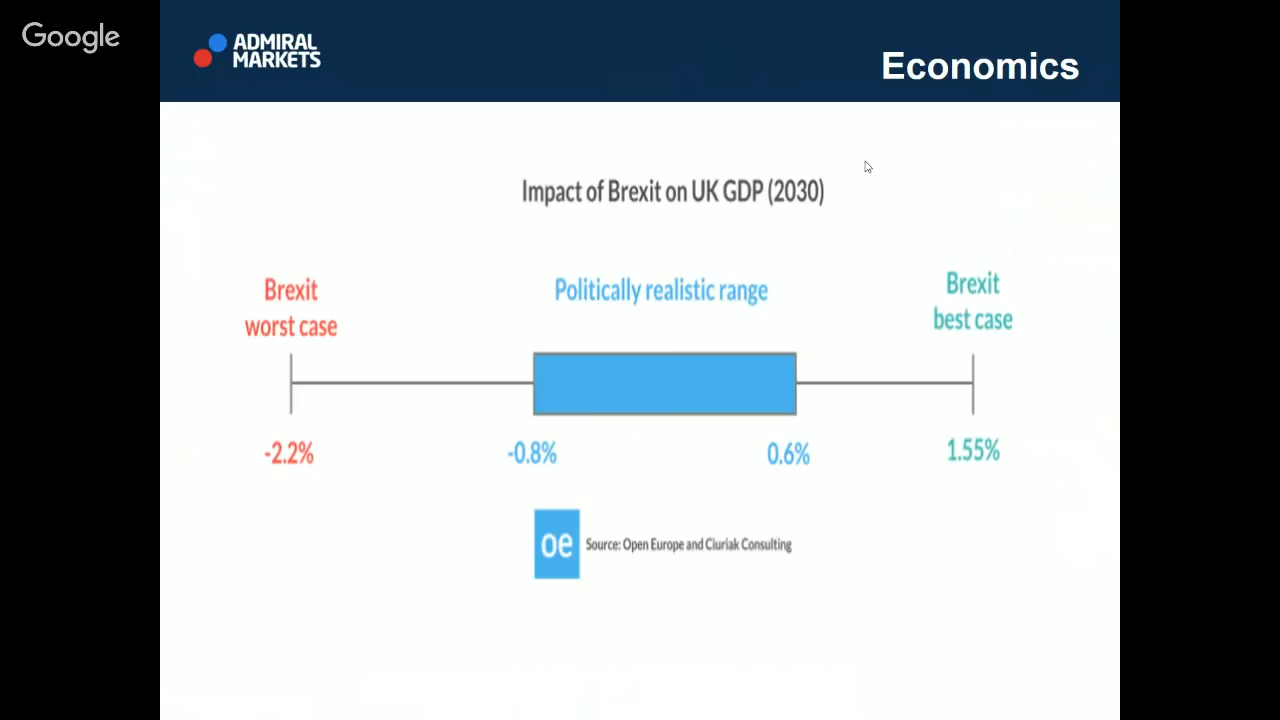 Google
ADMIRAL
MARKETS
Economics
Impact of Brexit on UK GDP (2030)
Brexit
worst case
Politically realistic range
Brexit
best case
-2.2%
-0.8%
0.6%
1.55%
oe
Source: Open Europe and Ciuriak Consulting